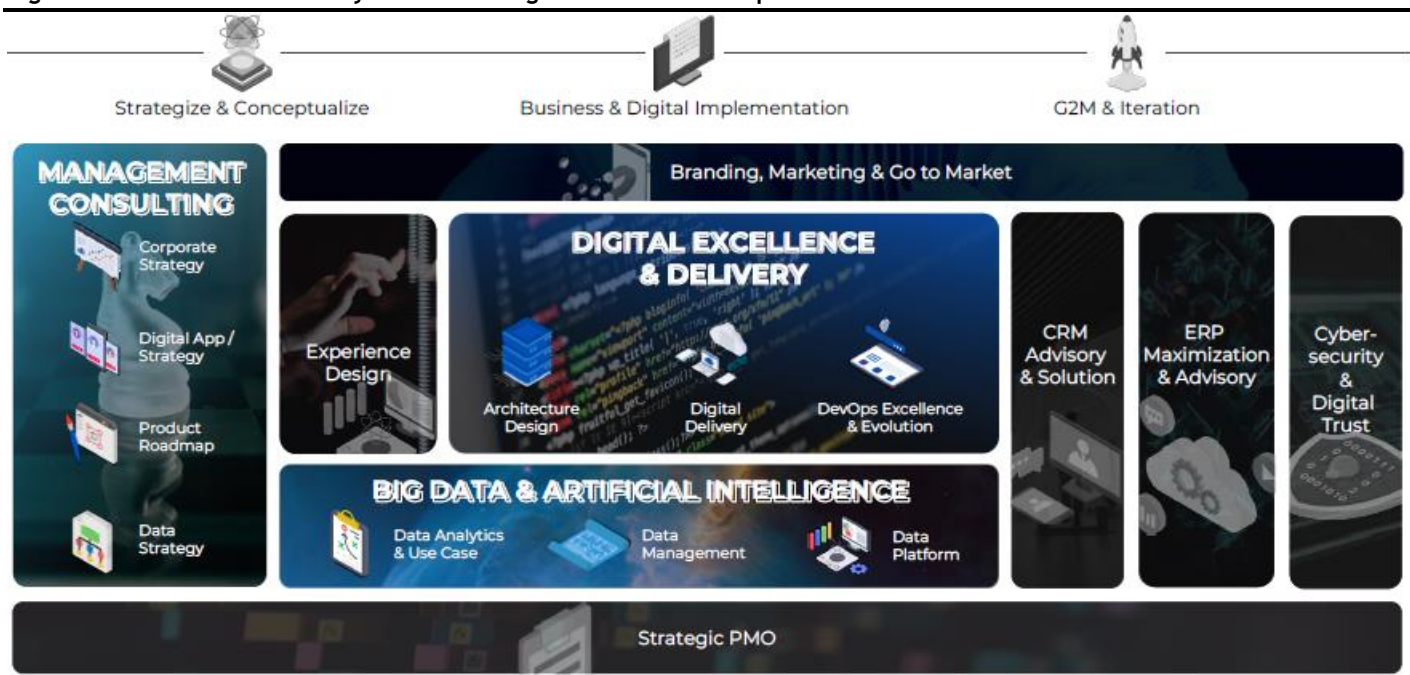 Strategize & Conceptualize
Business & Digital Implementation
G2M & Iteration
MANAGEMENT
CONSULTING
Corporate
Strategy
Digital App /
Strategy
Product
Roadmap
Data
Strategy
Branding, Marketing & Go to Market
Experience
Design
DIGITAL EXCELLENCE
& DELIVERY
Architecture
Design
Digital
Delivery
DevOps Excellence
& Evolution
BIG DATA & ARTIFICIAL INTELLIGENCE
Data Analytics
& Use Case
Data
Management
Data
Platform
CRM
Advisory
& Solution
ERP
Maximization
& Advisory
Cyber-
security
&
Digital
Trust
Strategic PMO